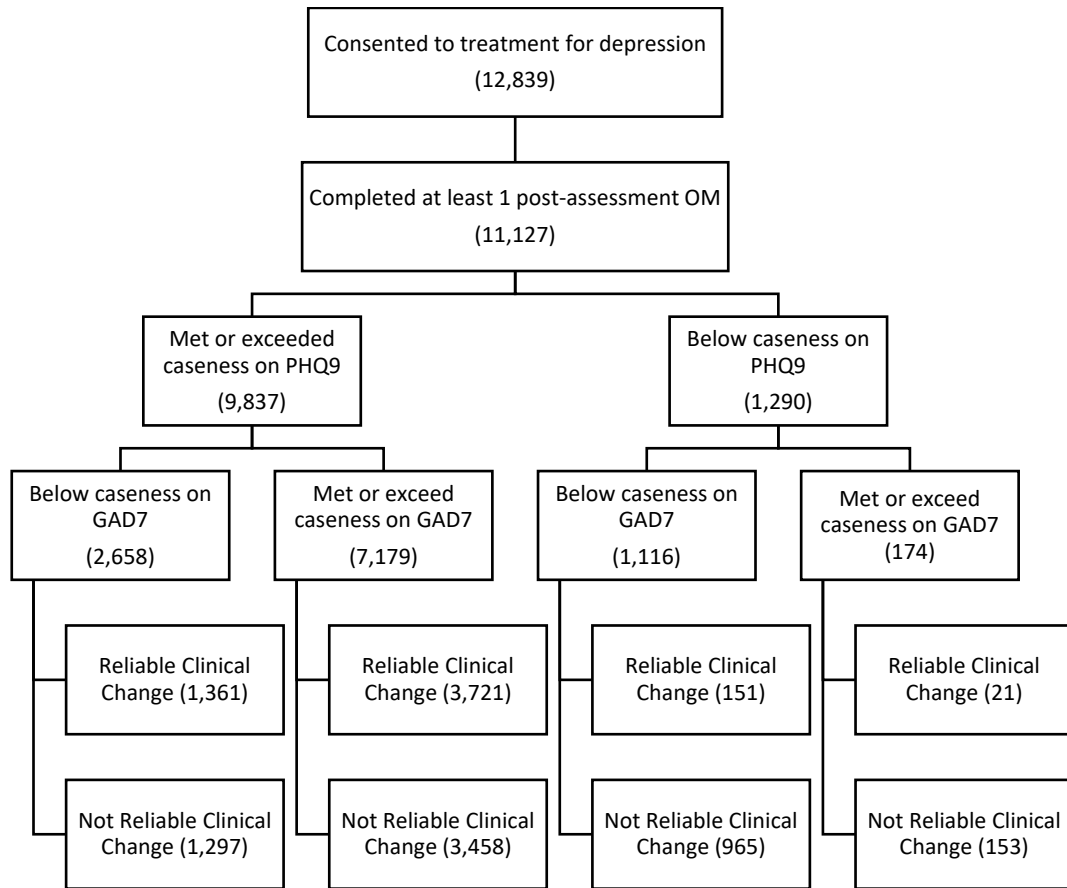 Consented to treatment for depression
(12,839)
Completed at least 1 post-assessment OM
(11,127)
Met or exceeded
caseness on PHQ9
(9,837)
Below caseness on
PHQ9
(1,290)
Below caseness on
GAD7
(2,658)
Met or exceed
caseness on GAD7
(7,179)
Below caseness on
GAD7
(1,116)
Met or exceed
caseness on GAD7
(174)
Reliable Clinical
Change (1,361)
Reliable Clinical
Change (3,721)
Reliable Clinical
Change (151)
Reliable Clinical
Change (21)
Not Reliable Clinical
Change (1,297)
Not Reliable Clinical
Change (3,458)
Not Reliable Clinical
Change (965)
Not Reliable Clinical
Change (153)